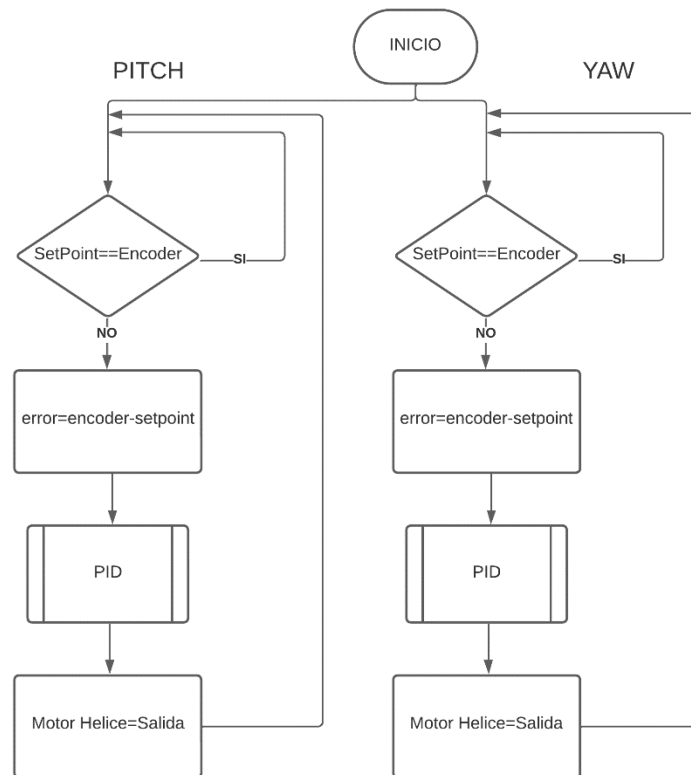 INICIO
PITCH
YAW
SetPoint==Encoder
SI
SetPoint==Encoder
SI
NO
NO
error=encoder-setpoint
error=encoder-setpoint
PID
PID
Motor Helice=Salida
Motor Helice=Salida